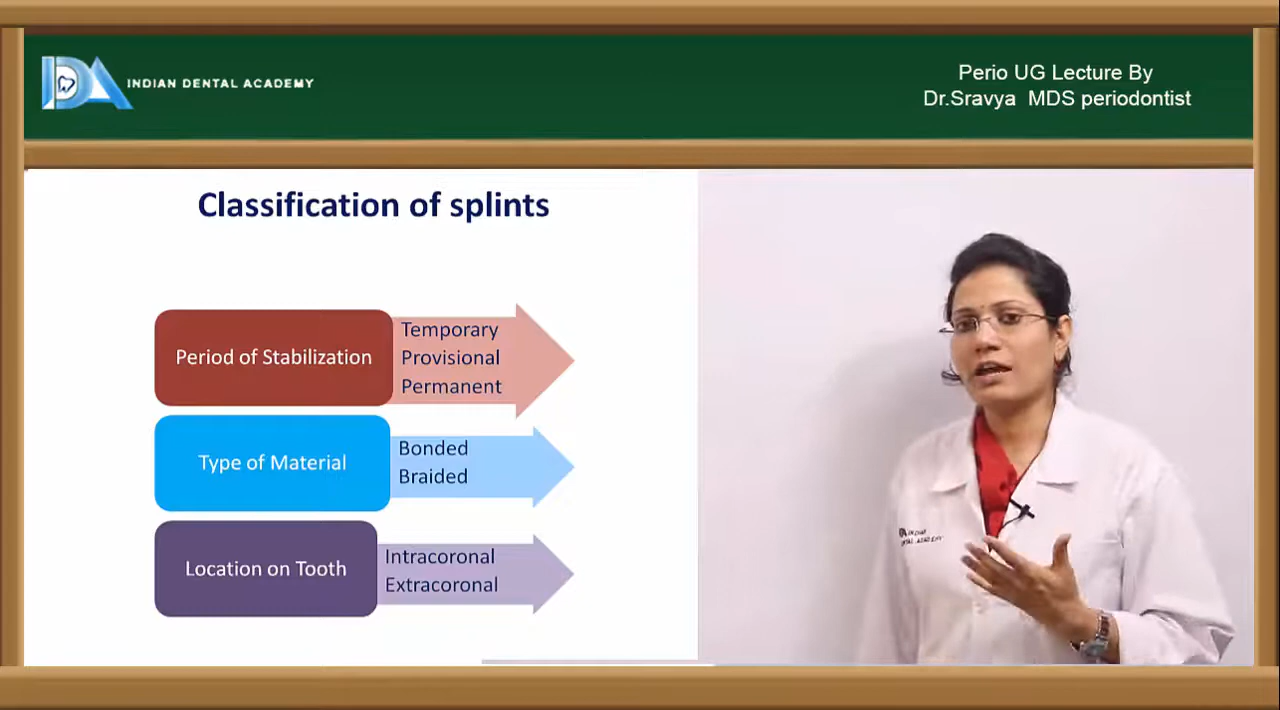 INDIAN DENTAL ACADEMY
Perio UG Lecture By
Dr.Sravya MDS periodontist
Classification of splints
Period of Stabilization
Temporary
Provisional
Permanent
Type of Material
Bonded
Braided
Location on Tooth
Intracoronal
Extracoronal